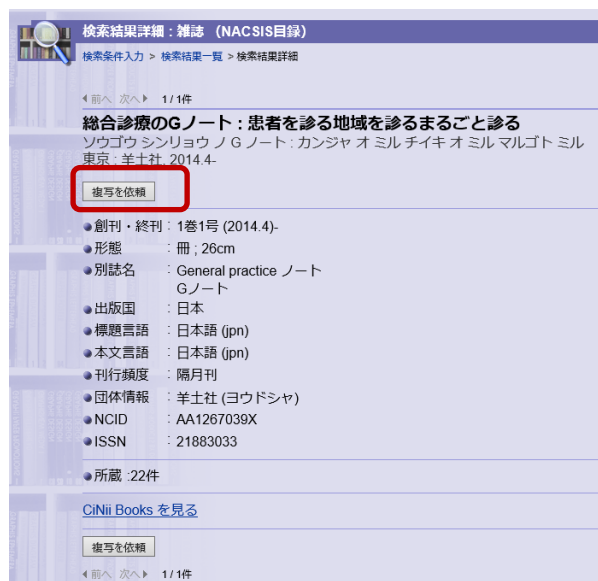 検索結果詳細：雑誌 （NACSIS目録）
検索条件入力 > 検索結果一覧 > 検索結果詳細
前へ 次へ 1 / 1件
総合診療のGノート : 患者を診る地域を診るまるごと診る
ソウゴウ シンリョウ ノ G ノート : カンジャ オ ミル チイキ オ ミル マルゴト ミル
東京 : 羊土社, 2014.4-
複写を依頼
創刊・終刊 : 1巻1号 (2014.4)-
形態 : 冊 ; 26cm
別誌名 : General practice ノート
Gノート
出版国 : 日本
標題言語 : 日本語 (jpn)
本文言語 : 日本語 (jpn)
刊行頻度 : 隔月刊
団体情報 : 羊土社 (ヨウドシャ)
NCID : AA1267039X
ISSN : 21883033
所蔵 :22件
CiNii Books を見る
複写を依頼
前へ 次へ 1 / 1件